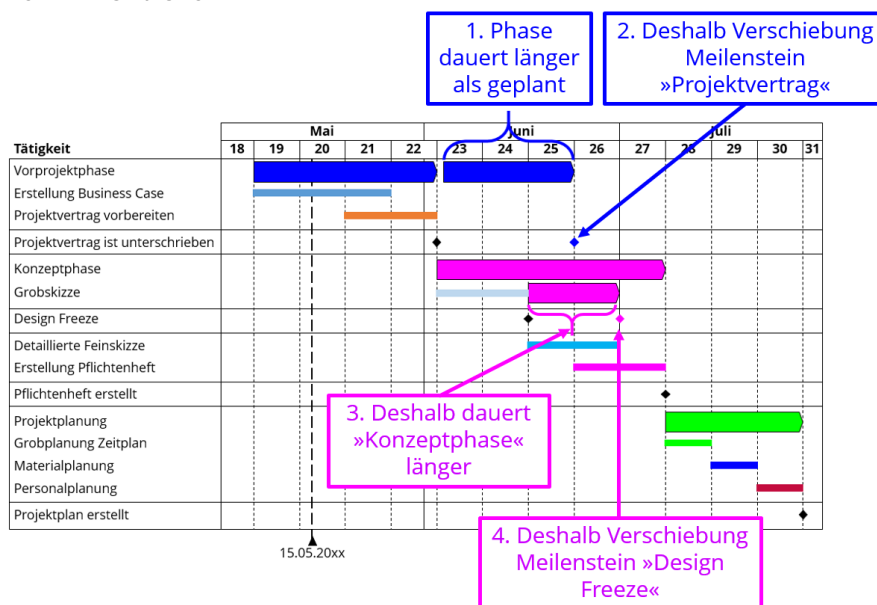 1. Phase
dauert länger
als geplant
2. Deshalb Verschiebung
Meilenstein
»Projektvertrag«
Mai Juni Juli
Tätigkeit 18 19 20 21 22 23 24 25 26 27 28 29 30 31
Vorprojektphase
Erstellung Business Case
Projektvertrag vorbereiten
Projektvertrag ist unterschrieben
Konzeptphase
Grobskizze
Design Freeze
Detaillierte Feinskizze
Erstellung Pflichtenheft
Pflichtenheft erstellt
Projektplanung
Grobplanung Zeitplan
Materialplanung
Personalplanung
Projektplan erstellt
3. Deshalb dauert
»Konzeptphase«
länger
4. Deshalb Verschiebung
Meilenstein »Design
Freeze«
15.05.20xx